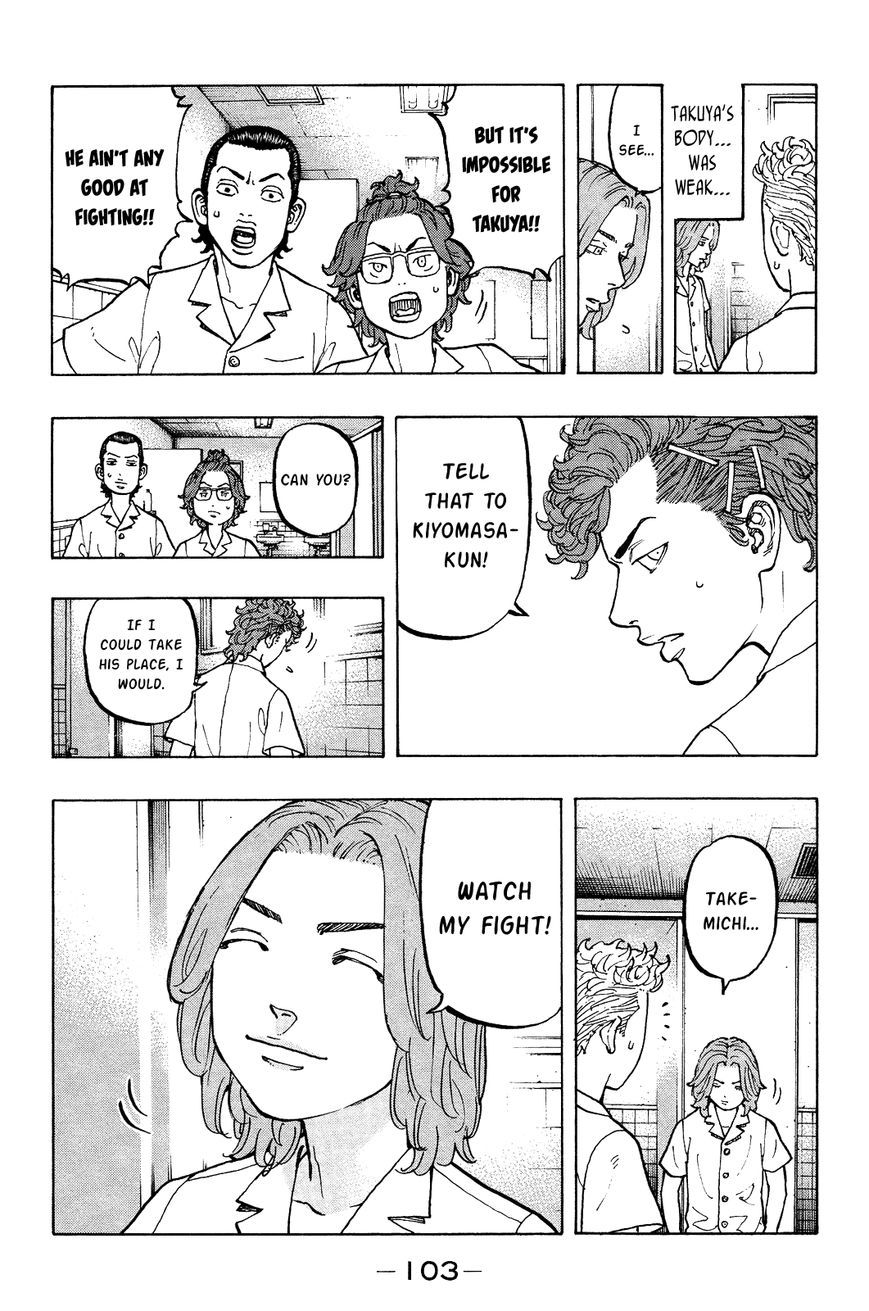 TAKUYA'S
BODY...
WAS
WEAK...
I
SEE...
BUT IT'S
IMPOSSIBLE
FOR
TAKUYA!!
HE AIN'T ANY
GOOD AT
FIGHTING!!
TELL
THAT TO
KIYOMASA-
KUN!
CAN YOU?
IF I
COULD TAKE
HIS PLACE, I
WOULD.
TAKE-
MICHI...
WATCH
MY FIGHT!
—103—